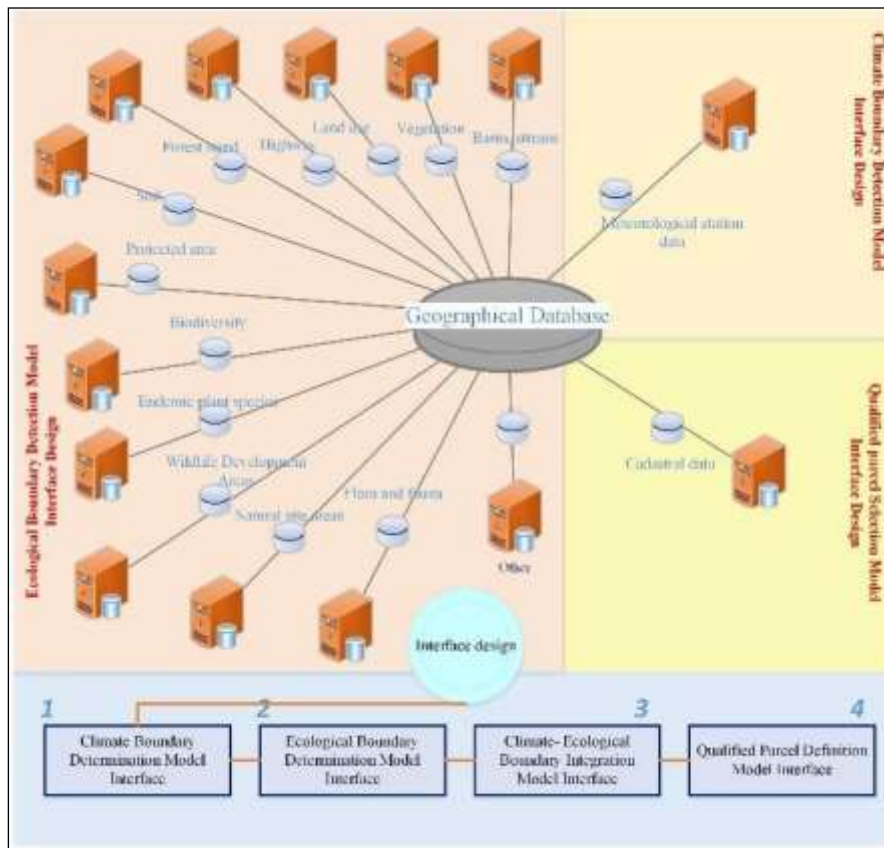 Forest stand
Highway
Land use
Vegetation
Basin, stream
Soil
Protected area
Biodiversity
Endemic plant species
Wildlife Development
Areas
Natural site areas
Flora and fauna
Other
Geographical Database
Meteorological station
data
Cadastral data
Ecological Boundary Detection Model
Interface Design
Climate Boundary Detection Model
Interface Design
Qualified parcel Selection Model
Interface Design
Interface design
1
2
3
4
Climate Boundary
Determination Model
Interface
Ecological Boundary
Determination Model
Interface
Climate- Ecological
Boundary Integration
Model Interface
Qualified Parcel Definition
Model Interface